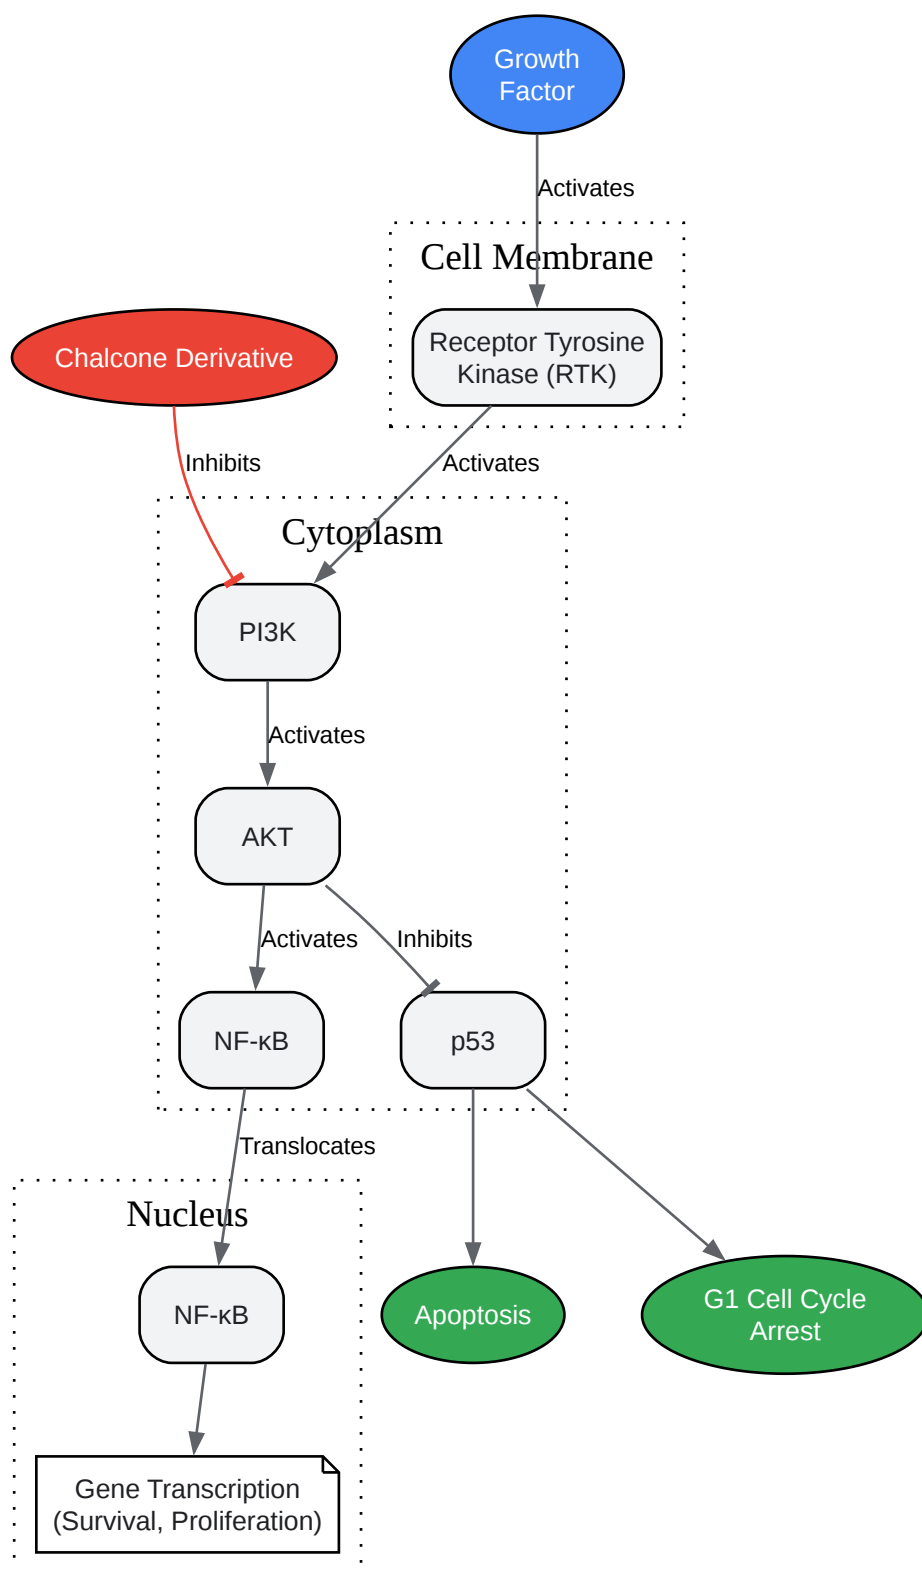 Growth
Factor
Activates
Cell Membrane
Receptor Tyrosine
Kinase (RTK)
Chalcone Derivative
Inhibits
Activates
Cytoplasm
PI3K
Activates
AKT
Activates
Inhibits
NF-κB
p53
Translocates
Nucleus
NF-κB
Apoptosis
G1 Cell Cycle
Arrest
Gene Transcription
(Survival, Proliferation)